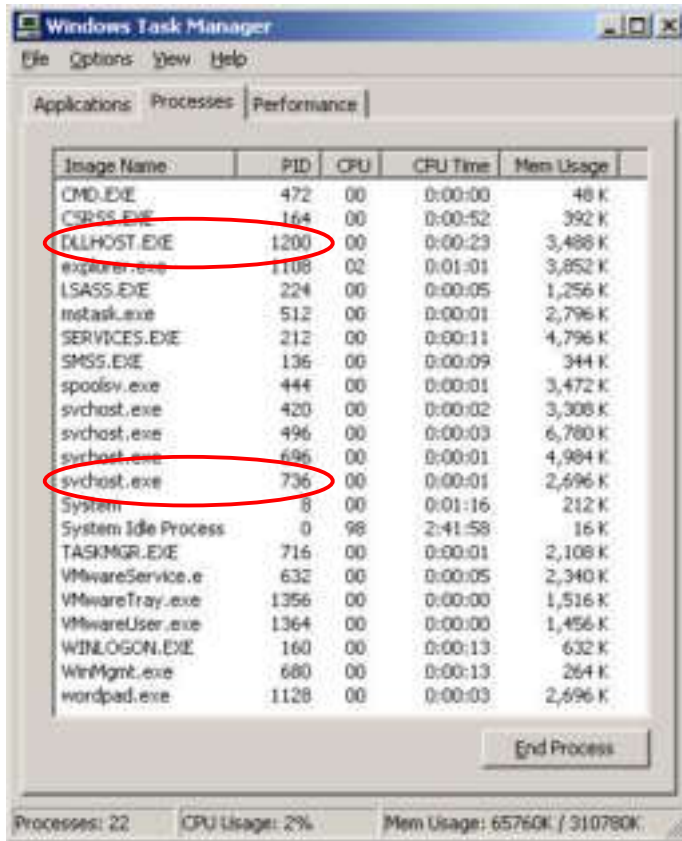 Windows Task Manager
File Options View Help
Applications Processes Performance
Image Name PID CPU CPU Time Mem Usage
CMD.EXE 472 00 0:00:00 48 K
CSRSS.EXE 164 00 0:00:52 392 K
DLLHOST.EXE 1200 00 0:00:23 3,488 K
explorer.exe 1108 02 0:01:01 3,852 K
LSASS.EXE 224 00 0:00:05 1,256 K
mstask.exe 512 00 0:00:01 2,796 K
SERVICES.EXE 212 00 0:00:11 4,796 K
SMSS.EXE 136 00 0:00:09 344 K
spoolsv.exe 444 00 0:00:01 3,472 K
svchost.exe 420 00 0:00:02 3,308 K
svchost.exe 496 00 0:00:03 6,780 K
svchost.exe 696 00 0:00:01 4,984 K
svchost.exe 736 00 0:00:01 2,696 K
System 8 00 0:01:16 212 K
System Idle Process 0 98 2:41:58 16 K
TASKMGR.EXE 716 00 0:00:01 2,108 K
VMwareService.e 632 00 0:00:05 2,340 K
VMwareTray.exe 1356 00 0:00:00 1,516 K
VMwareUser.exe 1364 00 0:00:00 1,456 K
WINLOGON.EXE 160 00 0:00:13 632 K
WinMgmt.exe 680 00 0:00:13 264 K
wordpad.exe 1128 00 0:00:03 2,696 K
End Process
Processes: 22 CPU Usage: 2% Mem Usage: 65760K / 310780K